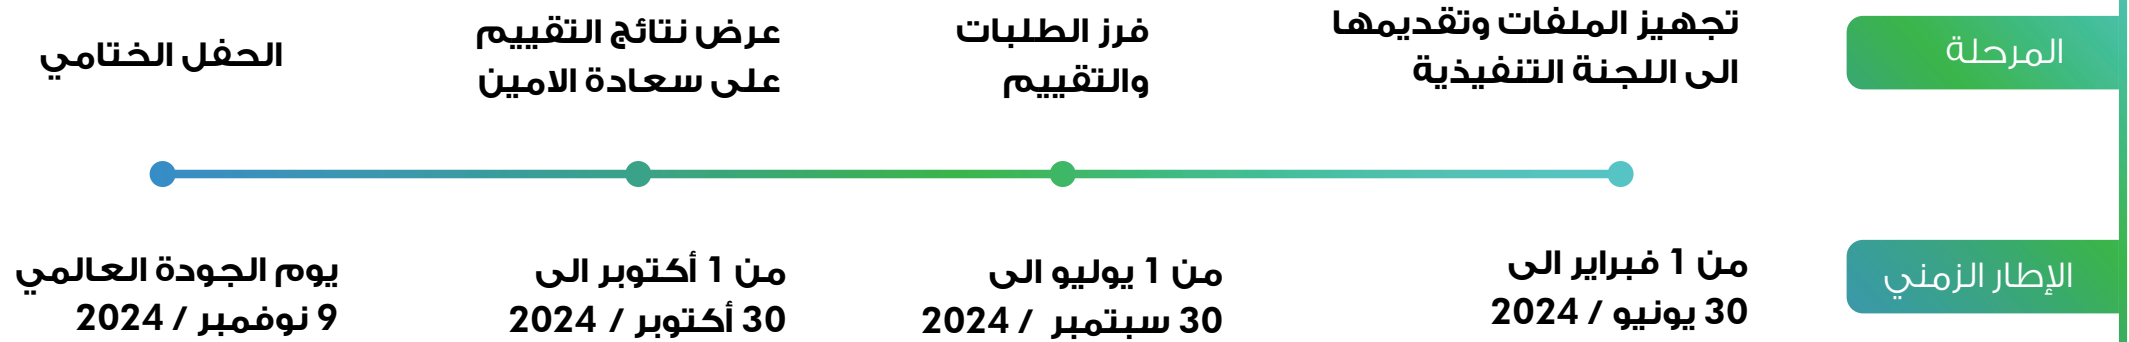 المرحلة
تجهيز الملفات وتقديمها
الى اللجنة التنفيذية
فرز الطلبات
والتقييم
عرض نتائج التقييم
على سعادة الامين
الحفل الختامي
الإطار الزمني
من 1 فبراير الى
30 يونيو / 2024
من 1 يوليو الى
30 سبتمبر / 2024
من 1 أكتوبر الى
30 أكتوبر / 2024
يوم الجودة العالمي
9 نوفمبر / 2024